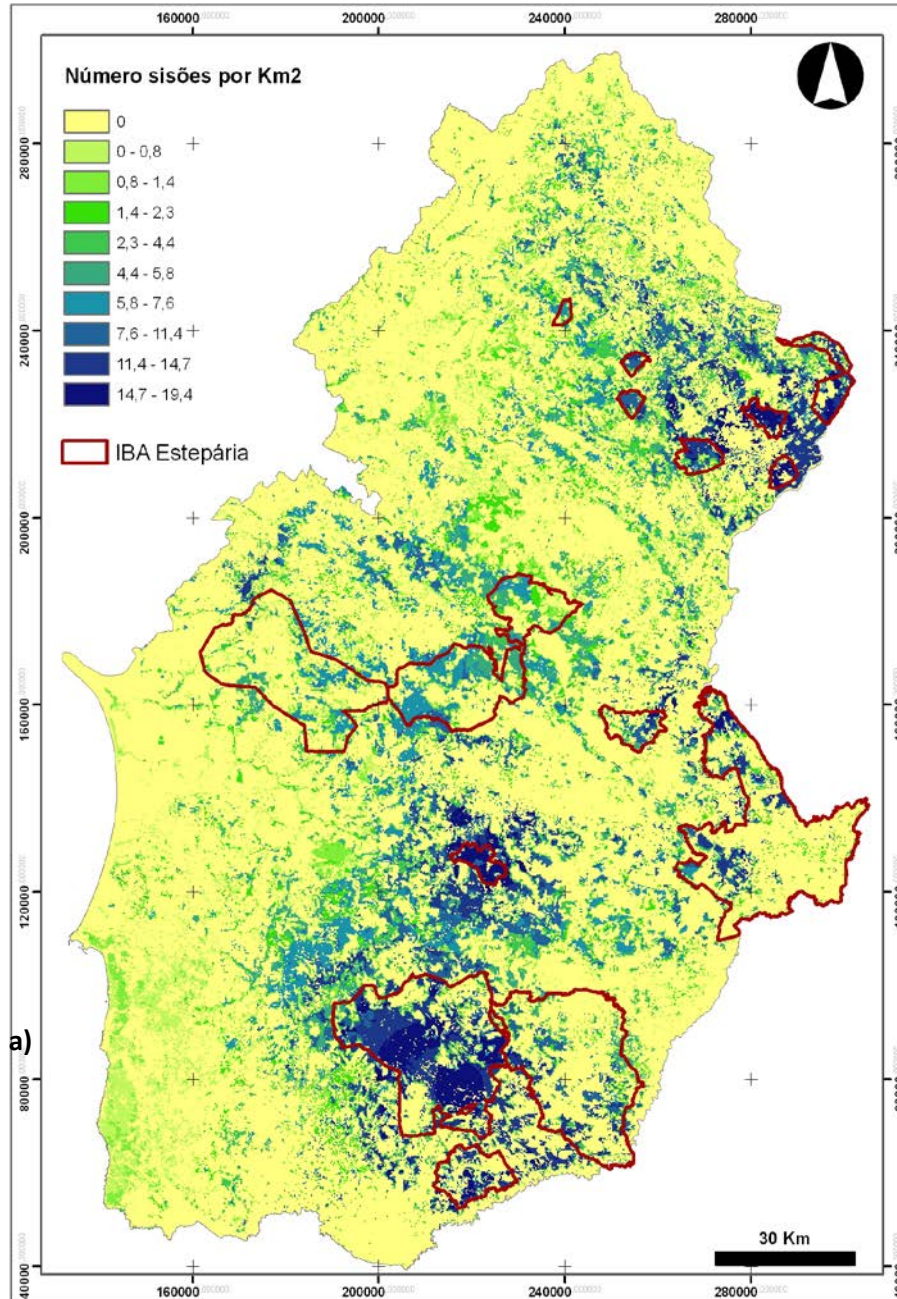 160000 200000 240000 280000
Número sisões por Km2
0
0 - 0,8
0,8 - 1,4
1,4 - 2,3
2,3 - 4,4
4,4 - 5,8
5,8 - 7,6
7,6 - 11,4
11,4 - 14,7
14,7 - 19,4
IBA Estepária
280000
240000
200000
160000
120000
80000
40000
a)
30 Km
160000 200000 240000 280000